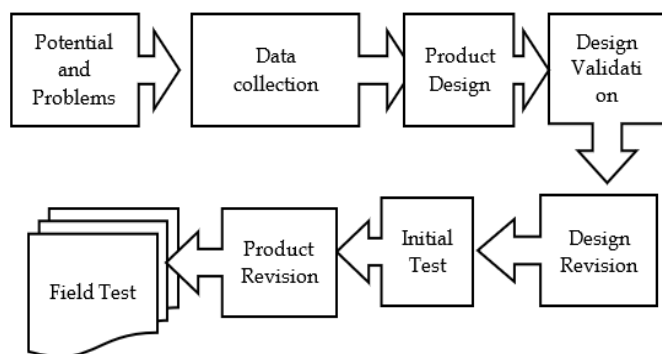 Potential
and
Problems
Data
collection
Product
Design
Design
Validati
on
Design
Revision
Initial
Test
Product
Revision
Field Test